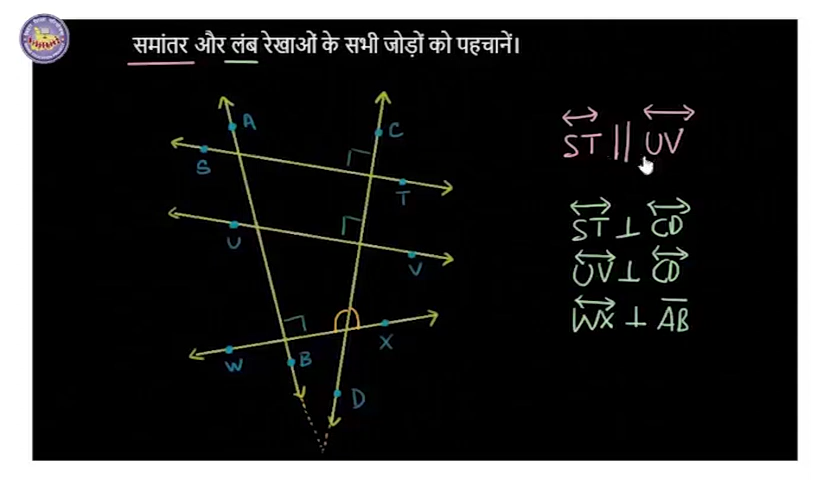 समांतर और लंब रेखाओं के सभी जोड़ों को पहचानें।
A
C
S
T
U
V
W
B
X
D
ST || UV
ST ⊥ CD
UV ⊥ CD
WX ⊥ AB